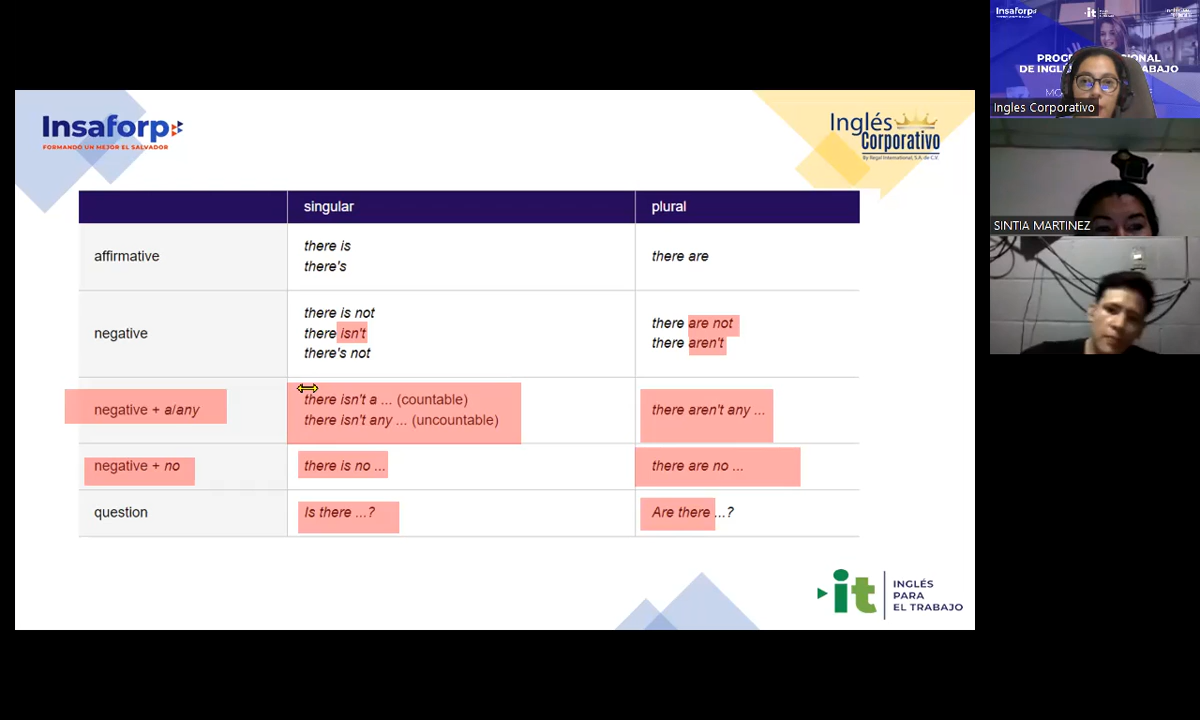 Insaforp
FORMANDO UN MEJOR EL SALVADOR
Inglés
Corporativo
By Regal International, S.A. de C.V.
singular
plural
affirmative
there is
there's
there are
negative
there is not
there isn't
there's not
there are not
there aren't
negative + a/any
there isn't a ... (countable)
there isn't any ... (uncountable)
there aren't any ...
negative + no
there is no ...
there are no ...
question
Is there ...?
Are there ...?
it
INGLÉS
PARA
EL TRABAJO
Insaforp
it
Ingles Corporativo
SINTIA MARTINEZ